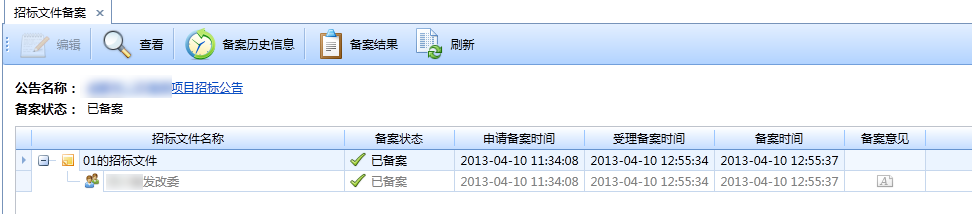 招标文件备案 ×
编辑 查看 备案历史信息 备案结果 刷新
公告名称： 项目招标公告
备案状态： 已备案
招标文件名称 备案状态 申请备案时间 受理备案时间 备案时间 备案意见
01的招标文件 已备案 2013-04-10 11:34:08 2013-04-10 12:55:34 2013-04-10 12:55:37
发改委 已备案 2013-04-10 11:34:08 2013-04-10 12:55:34 2013-04-10 12:55:37